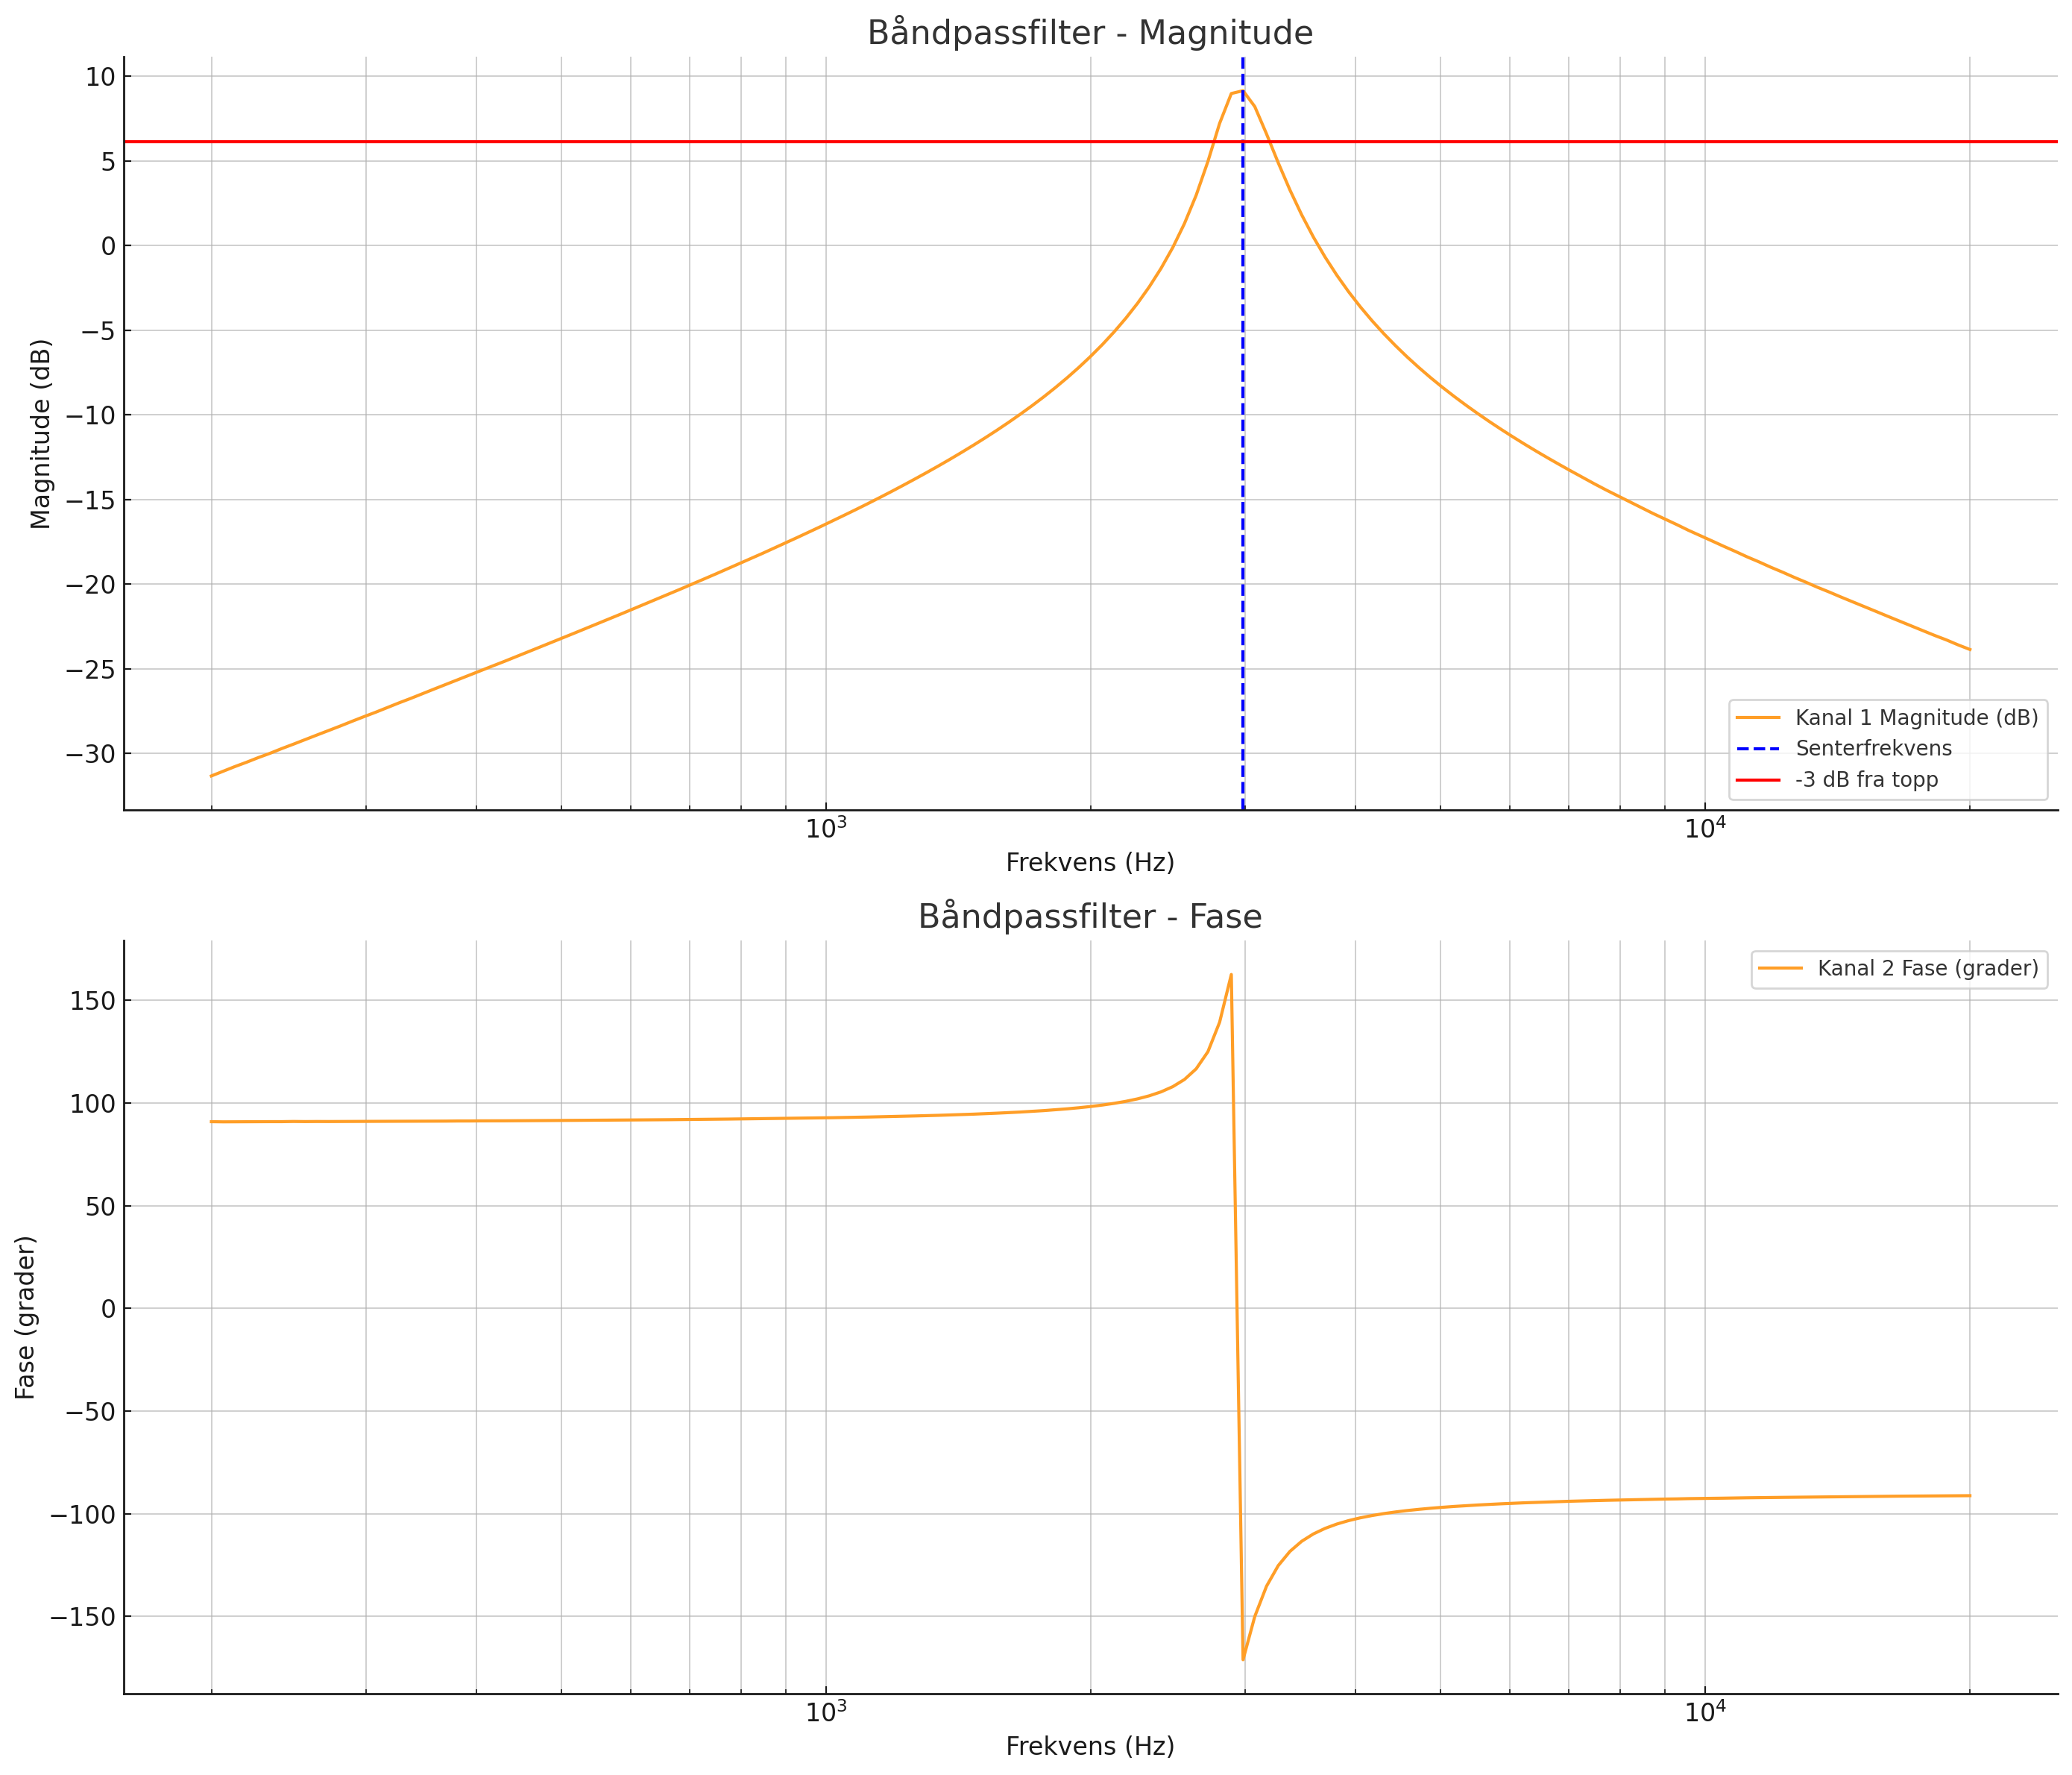 Båndpassfilter - Magnitude
10
5
0
−5
−10
−15
−20
−25
−30
Magnitude (dB)
Kanal 1 Magnitude (dB)
Senterfrekvens
-3 dB fra topp
10³
10⁴
Frekvens (Hz)
Båndpassfilter - Fase
Kanal 2 Fase (grader)
150
100
50
0
−50
−100
−150
Fase (grader)
10³
10⁴
Frekvens (Hz)